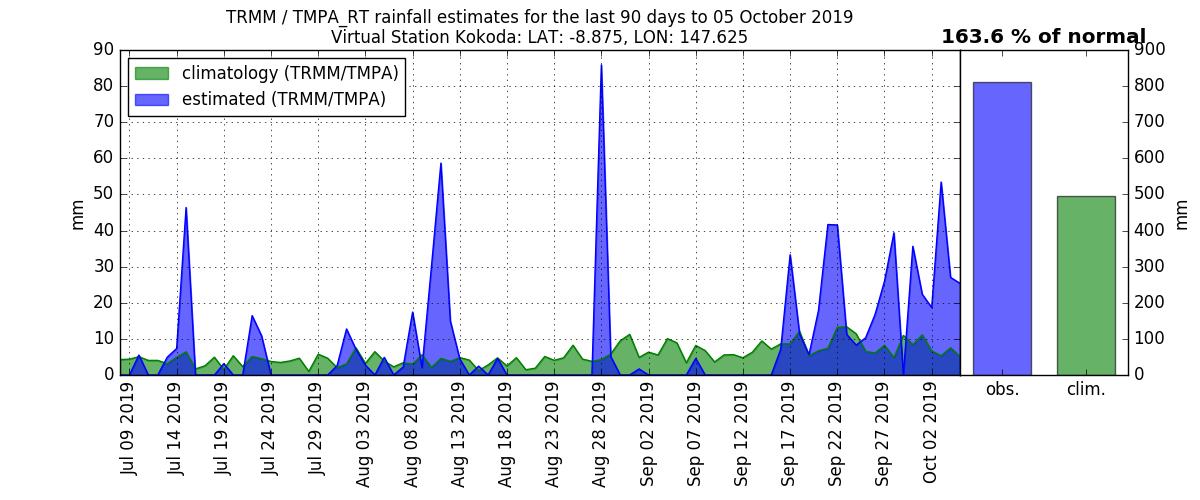 TRMM / TMPA_RT rainfall estimates for the last 90 days to 05 October 2019
Virtual Station Kokoda: LAT: -8.875, LON: 147.625
163.6 % of normal
climatology (TRMM/TMPA)
estimated (TRMM/TMPA)
mm
90
80
70
60
50
40
30
20
10
0
Jul 09 2019
Jul 14 2019
Jul 19 2019
Jul 24 2019
Jul 29 2019
Aug 03 2019
Aug 08 2019
Aug 13 2019
Aug 18 2019
Aug 23 2019
Aug 28 2019
Sep 02 2019
Sep 07 2019
Sep 12 2019
Sep 17 2019
Sep 22 2019
Sep 27 2019
Oct 02 2019
900
800
700
600
500
400
300
200
100
0
mm
obs.
clim.